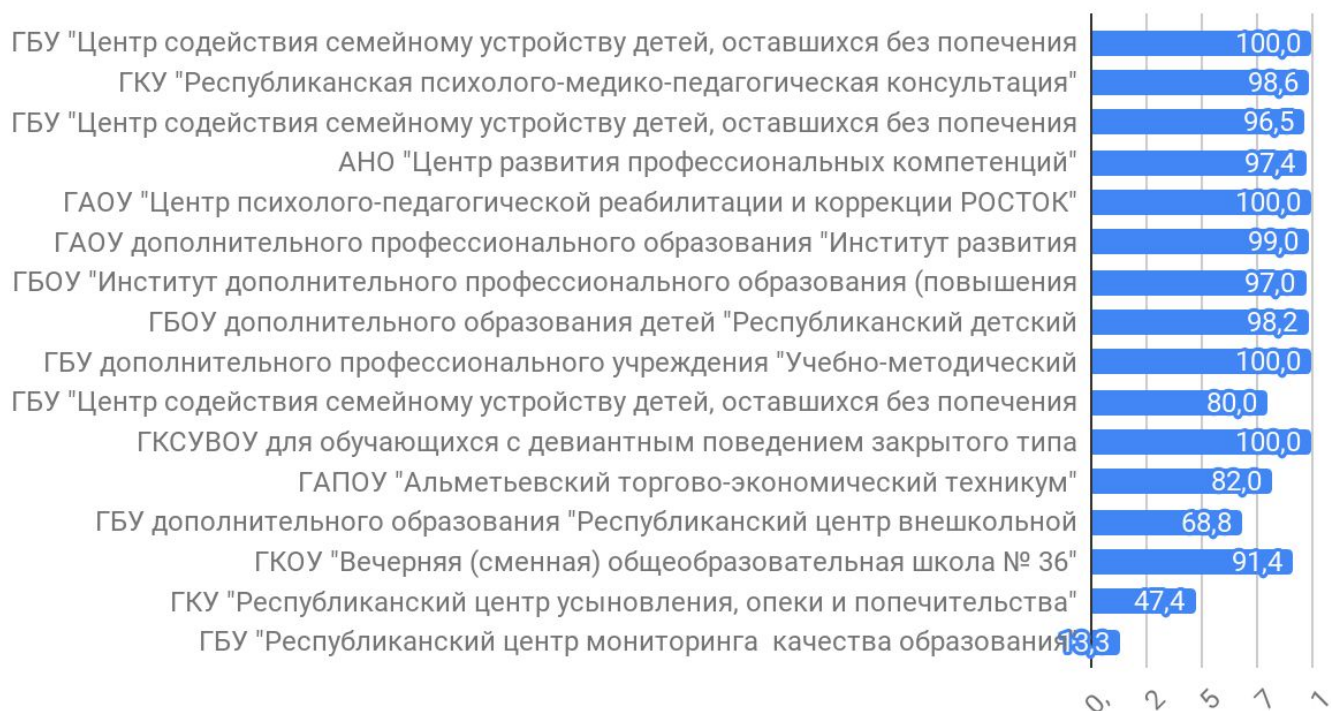 ГБУ "Центр содействия семейному устройству детей, оставшихся без попечения 100,0
ГКУ "Республиканская психолого-медико-педагогическая консультация" 98,6
ГБУ "Центр содействия семейному устройству детей, оставшихся без попечения 96,5
АНО "Центр развития профессиональных компетенций" 97,4
ГАОУ "Центр психолого-педагогической реабилитации и коррекции РОСТОК" 100,0
ГАОУ дополнительного профессионального образования "Институт развития 99,0
ГБОУ "Институт дополнительного профессионального образования (повышения 97,0
ГБОУ дополнительного образования детей "Республиканский детский 98,2
ГБУ дополнительного профессионального учреждения "Учебно-методический 100,0
ГБУ "Центр содействия семейному устройству детей, оставшихся без попечения 80,0
ГКСУВОУ для обучающихся с девиантным поведением закрытого типа 100,0
ГАПОУ "Альметьевский торгово-экономический техникум" 82,0
ГБУ дополнительного образования "Республиканский центр внешкольной 68,8
ГКОУ "Вечерняя (сменная) общеобразовательная школа № 36" 91,4
ГКУ "Республиканский центр усыновления, опеки и попечительства" 47,4
ГБУ "Республиканский центр мониторинга качества образования" 13,3
0, 2 5 7 1